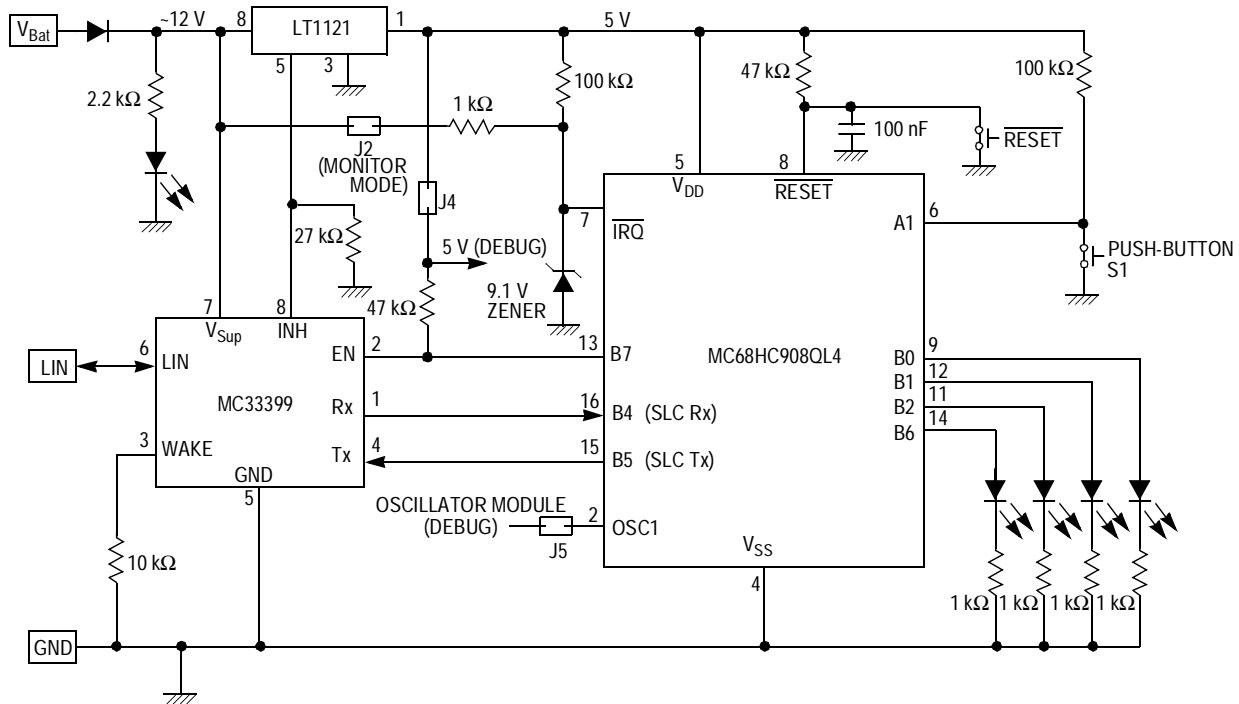 V_Bat
~12 V
8
LT1121
1
5 V
5
3
2.2 kΩ
1 kΩ
100 kΩ
47 kΩ
100 kΩ
J2
(MONITOR
MODE)
J4
100 nF
RESET
5
V_DD
8
RESET
7
IRQ
A1
6
PUSH-BUTTON
S1
27 kΩ
5 V (DEBUG)
9.1 V
ZENER
47 kΩ
7
V_Sup
8
INH
LIN
6
LIN
EN
2
13
B7
MC68HC908QL4
B0
9
B1
12
B2
11
B6
14
MC33399
Rx
1
16
B4 (SLC Rx)
3
WAKE
Tx
4
15
B5 (SLC Tx)
GND
5
OSCILLATOR MODULE
(DEBUG)
J5
2
OSC1
V_SS
4
10 kΩ
1 kΩ
1 kΩ
1 kΩ
1 kΩ
GND